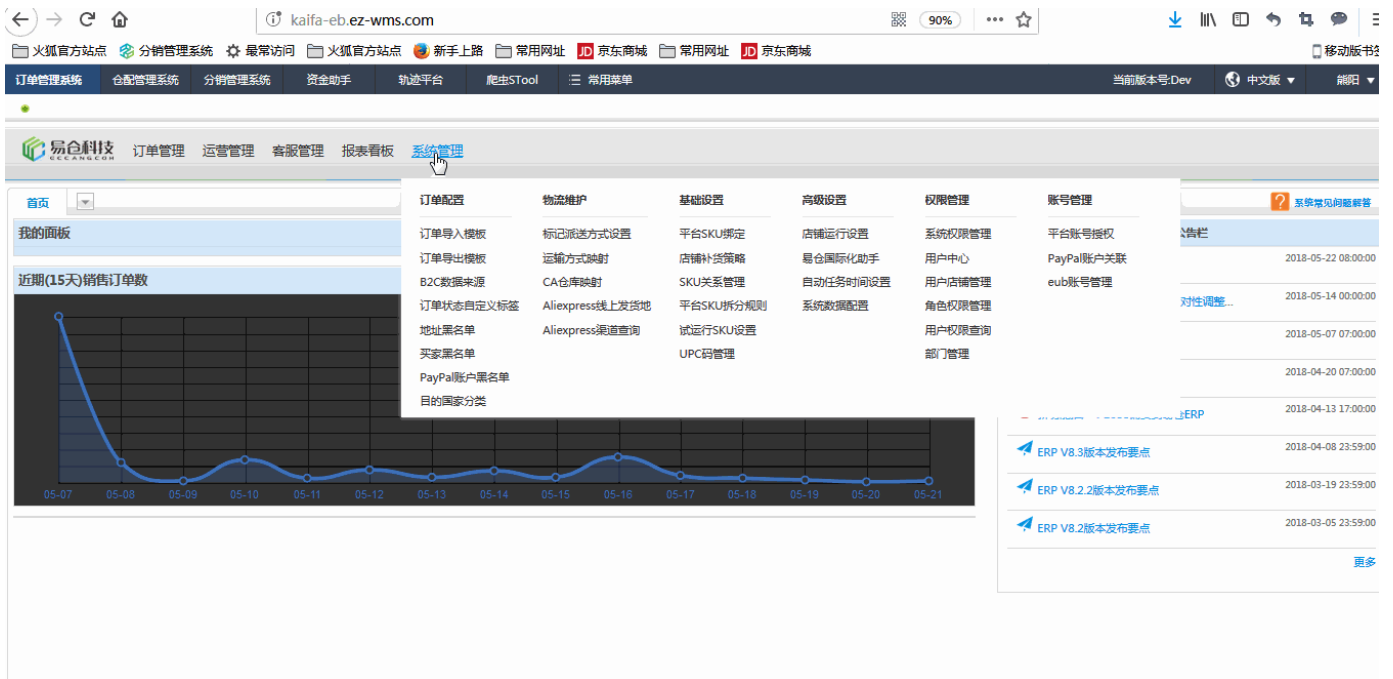 kaifa-eb.ez-wms.com 90%
火狐官方站点 分销管理系统 最常访问 火狐官方站点 新手上路 常用网址 JD 京东商城 常用网址 JD 京东商城 移动版书签
订单管理系统 仓配管理系统 分销管理系统 资金助手 轨迹平台 爬虫STool 常用菜单 当前版本号:Dev 中文版 熊阳
易仓科技 ECCANG.COM 订单管理 运营管理 客服管理 报表看板 系统管理
首页 系统常见问题解答
订单配置 物流维护 基础设置 高级设置 权限管理 账号管理
我的面板 公告栏
订单导入模板 标记派送方式设置 平台SKU绑定 店铺运行设置 系统权限管理 平台账号授权
订单导出模板 运输方式映射 店铺补货策略 易仓国际化助手 用户中心 PayPal账户关联 2018-05-22 08:00:00
近期(15天)销售订单数
B2C数据来源 CA仓库映射 SKU关系管理 自动任务时间设置 用户店铺管理 eub账号管理
订单状态自定义标签 Aliexpress线上发货地 平台SKU拆分规则 系统数据配置 角色权限管理 对性调整... 2018-05-14 00:00:00
地址黑名单 Aliexpress渠道查询 试运行SKU设置 用户权限查询 2018-05-07 07:00:00
买家黑名单 UPC码管理 部门管理
PayPal账户黑名单 2018-04-20 07:00:00
目的国家分类
ERP 2018-04-13 17:00:00
ERP V8.3版本发布要点 2018-04-08 23:59:00
ERP V8.2.2版本发布要点 2018-03-19 23:59:00
05-07 05-08 05-09 05-10 05-11 05-12 05-13 05-14 05-15 05-16 05-17 05-18 05-19 05-20 05-21
ERP V8.2版本发布要点 2018-03-05 23:59:00
更多